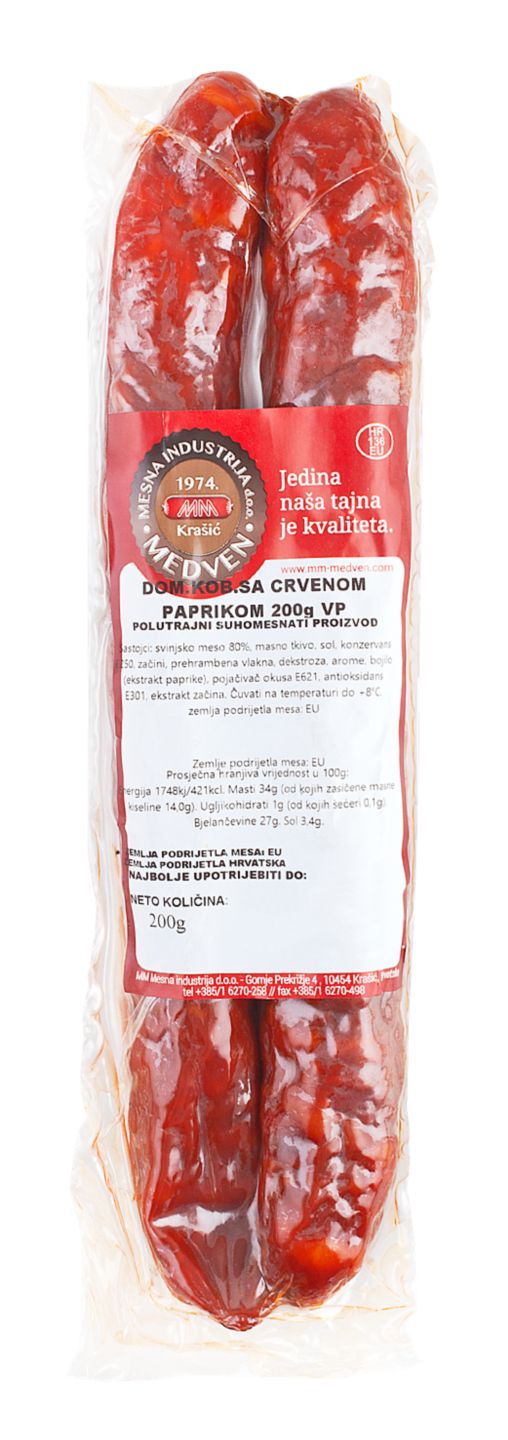 MESNA INDUSTRIJA d.o.o.
1974.
MM
Krašić
MEDVEN
HR
136
EU
Jedina
naša tajna
je kvaliteta.
www.mm-medven.com
DOM.KOB.SA CRVENOM
PAPRIKOM 200g VP
POLUTRAJNI SUHOMESNATI PROIZVOD
Sastojci: svinjsko meso 80%, masno tkivo, sol, konzervans
E250, začini, prehrambena vlakna, dekstroza, arome, bojilo
(ekstrakt paprike), pojačivač okusa E621, antioksidans
E301, ekstrakt začina. Čuvati na temperaturi do +8°C.
zemlja podrijetla mesa: EU
Zemlje podrijetla mesa: EU
Prosječna hranjiva vrijednost u 100g:
Energija 1748kj/421kcl. Masti 34g (od kojih zasičene masne
kiseline 14,0g). Ugljikohidrati 1g (od kojih sečeri 0,1g).
Bjelančevine 27g. Sol 3,4g.
ZEMLJA PODRIJETLA MESA: EU
ZEMLJA PODRIJETLA HRVATSKA
NAJBOLJE UPOTRIJEBITI DO:
NETO KOLIČINA:
200g
MM Mesna industrija d.o.o. - Gornje Prekrižje 4 , 10454 Krašić, Hrvatska
tel +385/1 6270-258 // fax +385/1 6270-498